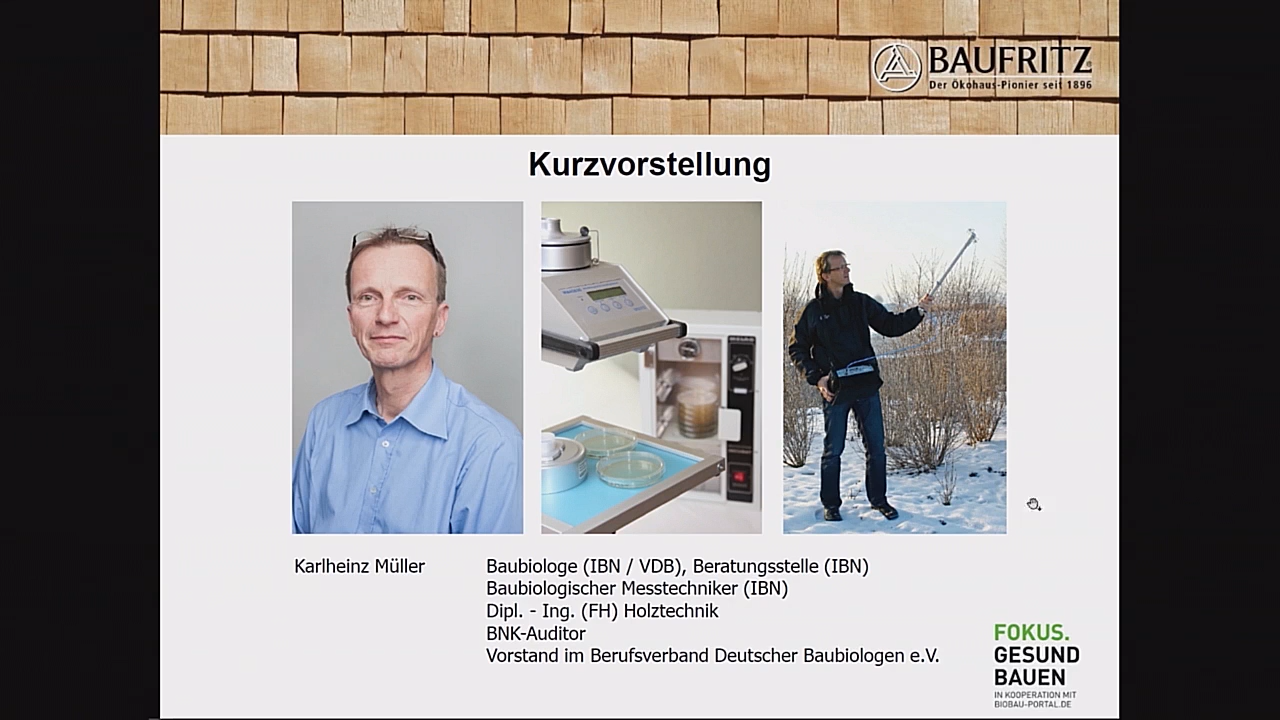 BAUFRITZ
Der Ökohaus-Pionier seit 1896
Kurzvorstellung
Karlheinz Müller
Baubiologe (IBN / VDB), Beratungsstelle (IBN)
Baubiologischer Messtechniker (IBN)
Dipl. - Ing. (FH) Holztechnik
BNK-Auditor
Vorstand im Berufsverband Deutscher Baubiologen e.V.
FOKUS.
GESUND
BAUEN
IN KOOPERATION MIT
BIOBAU-PORTAL.DE